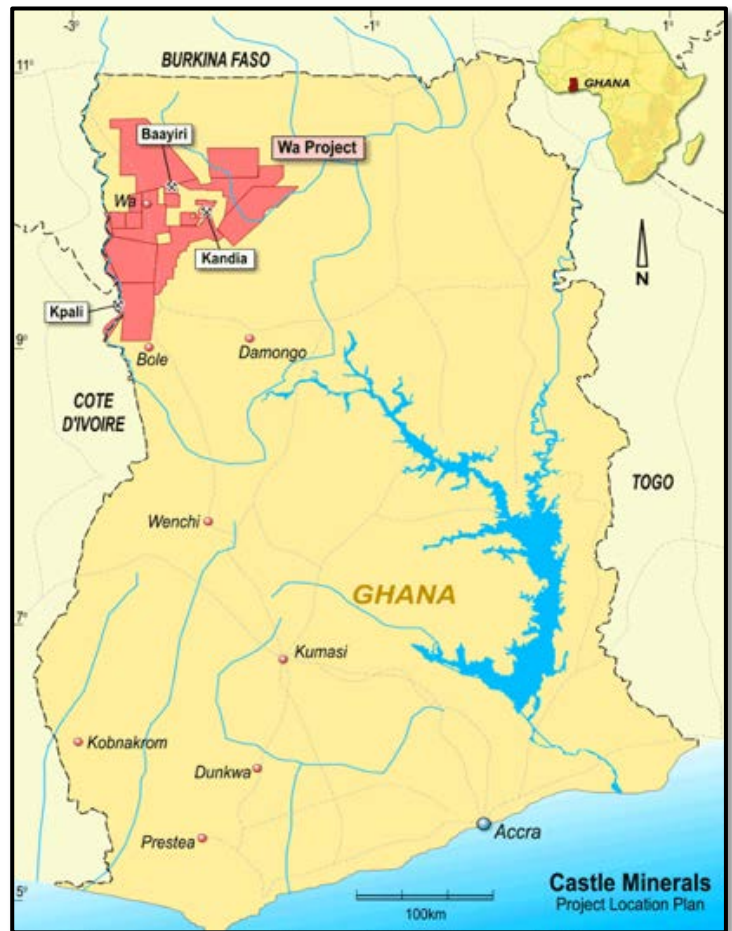 -3°
-1°
1°
11°
BURKINA FASO
GHANA
Baayiri
Wa Project
Wa
Kandia
N
Kpali
9°
Bole
Damongo
COTE
D'IVOIRE
TOGO
Wenchi
GHANA
7°
Kumasi
Kobnakrom
Dunkwa
Prestea
Accra
5°
100km
Castle Minerals
Project Location Plan